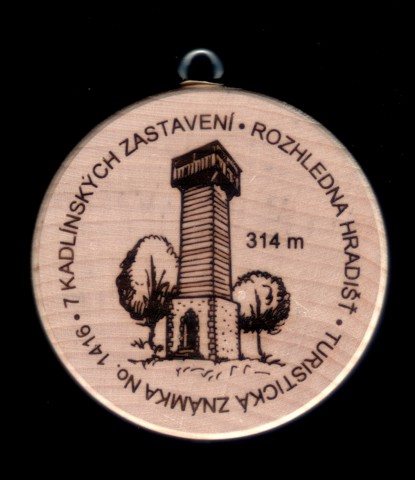 7 KADLÍNSKÝCH ZASTAVENÍ • ROZHLEDNA HRADIŠŤ • TURISTICKÁ ZNÁMKA No. 1416 •
314 m